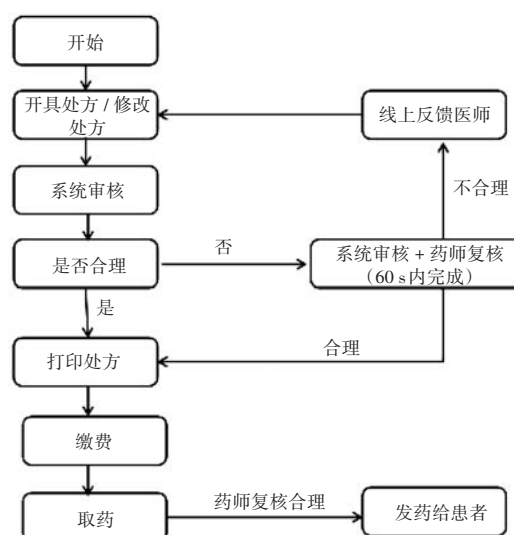 开始
开具处方 / 修改
处方
线上反馈医师
系统审核
不合理
是否合理
否
系统审核 + 药师复核
（60 s内完成）
是
合理
打印处方
缴费
取药
药师复核合理
发药给患者